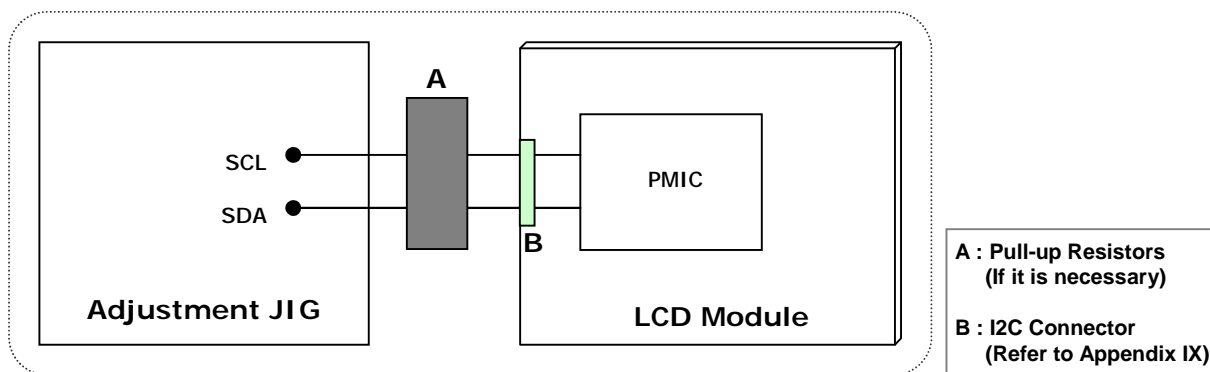 A
SCL
SDA
PMIC
B
Adjustment JIG
LCD Module
A : Pull-up Resistors
(If it is necessary)
B : I2C Connector
(Refer to Appendix IX)